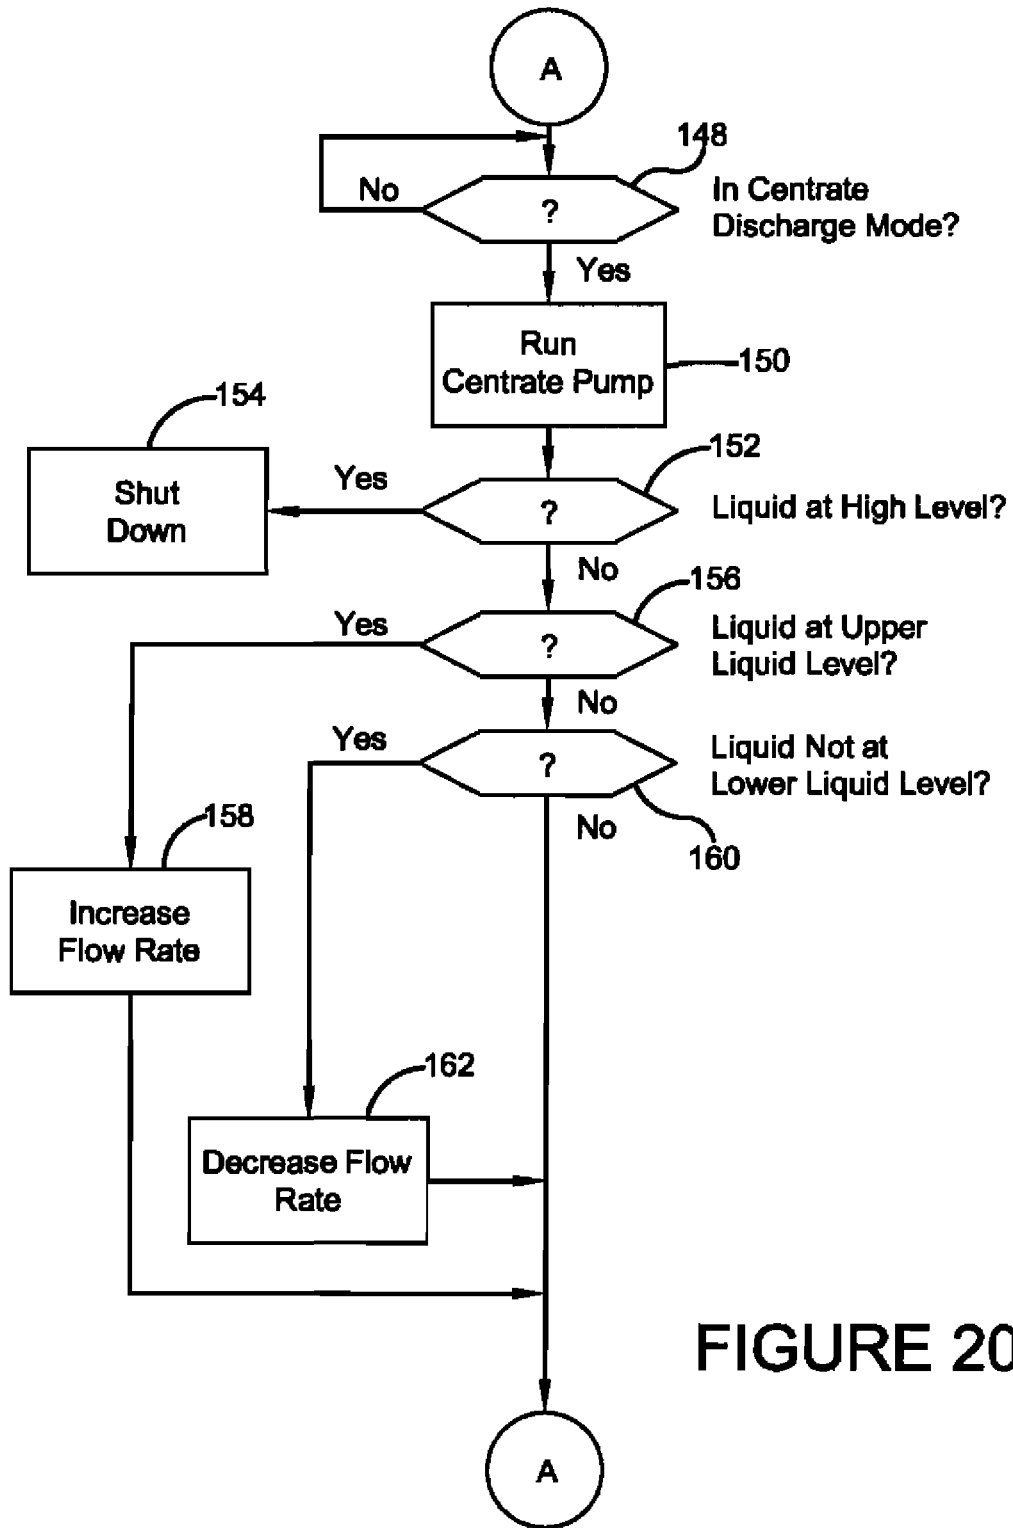 A
148
No
?
In Centrate
Discharge Mode?
Yes
Run
Centrate Pump
150
154
152
Yes
Shut
Down
?
Liquid at High Level?
No
156
Yes
?
Liquid at Upper
Liquid Level?
No
Yes
?
Liquid Not at
Lower Liquid Level?
158
No
160
Increase
Flow Rate
162
Decrease Flow
Rate
FIGURE 20
A